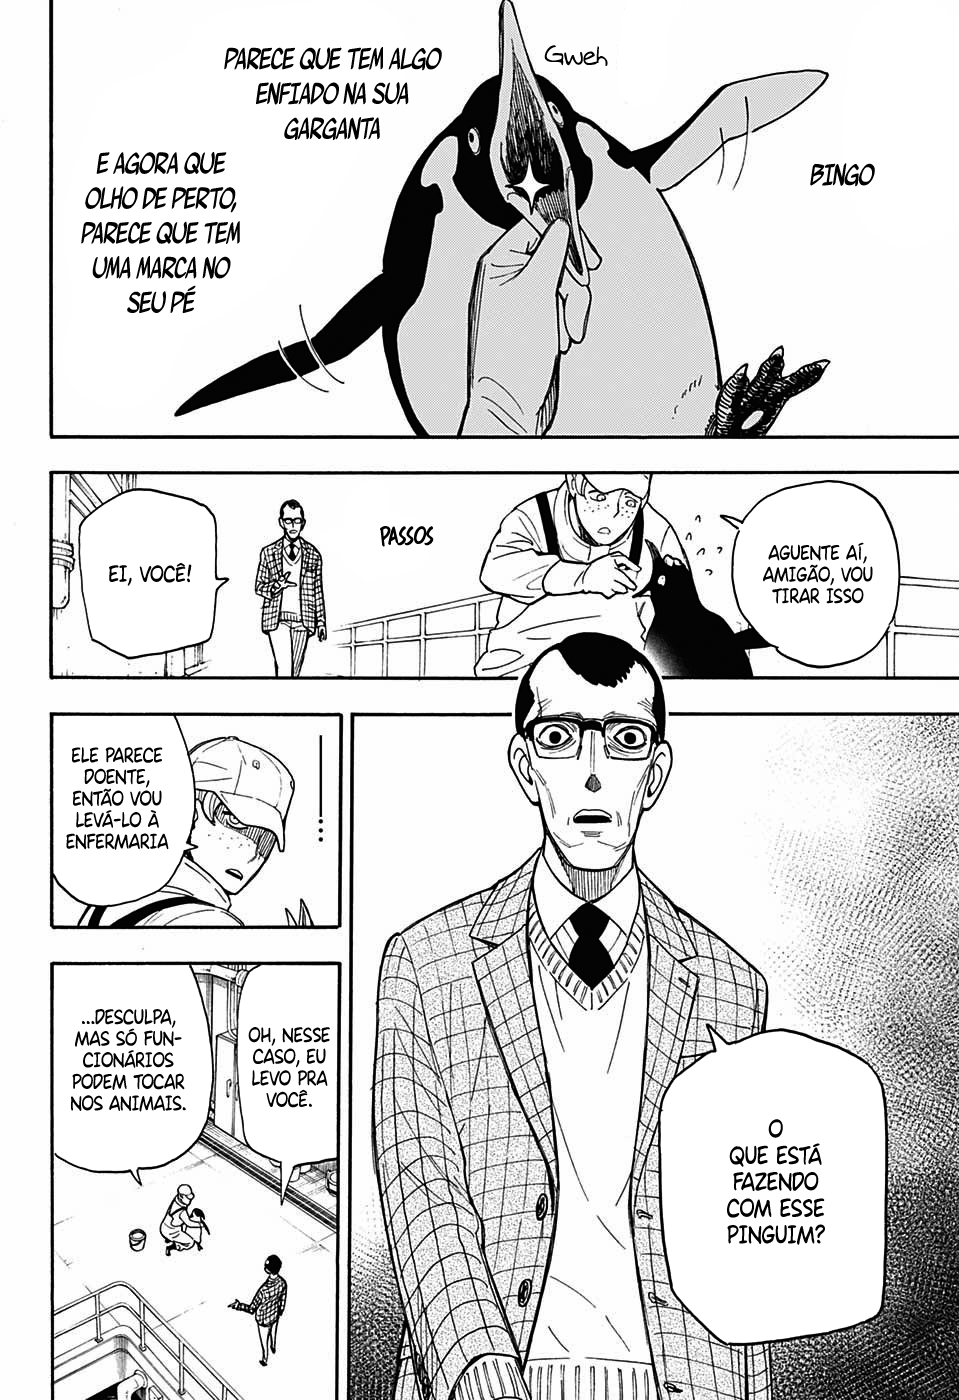 BINGO
Gweh
PARECE QUE TEM ALGO
ENFIADO NA SUA
GARGANTA
E AGORA QUE
OLHO DE PERTO,
PARECE QUE TEM
UMA MARCA NO
SEU PÉ
AGUENTE AÍ,
AMIGÃO, VOU
TIRAR ISSO
PASSOS
EI, VOCÊ!
O
QUE ESTÁ
FAZENDO
COM ESSE
PINGUIM?
ELE PARECE
DOENTE,
ENTÃO VOU
LEVÁ-LO À
ENFERMARIA
OH, NESSE
CASO, EU
LEVO PRA
VOCÊ.
...DESCULPA,
MAS SÓ FUN-
CIONÁRIOS
PODEM TOCAR
NOS ANIMAIS.